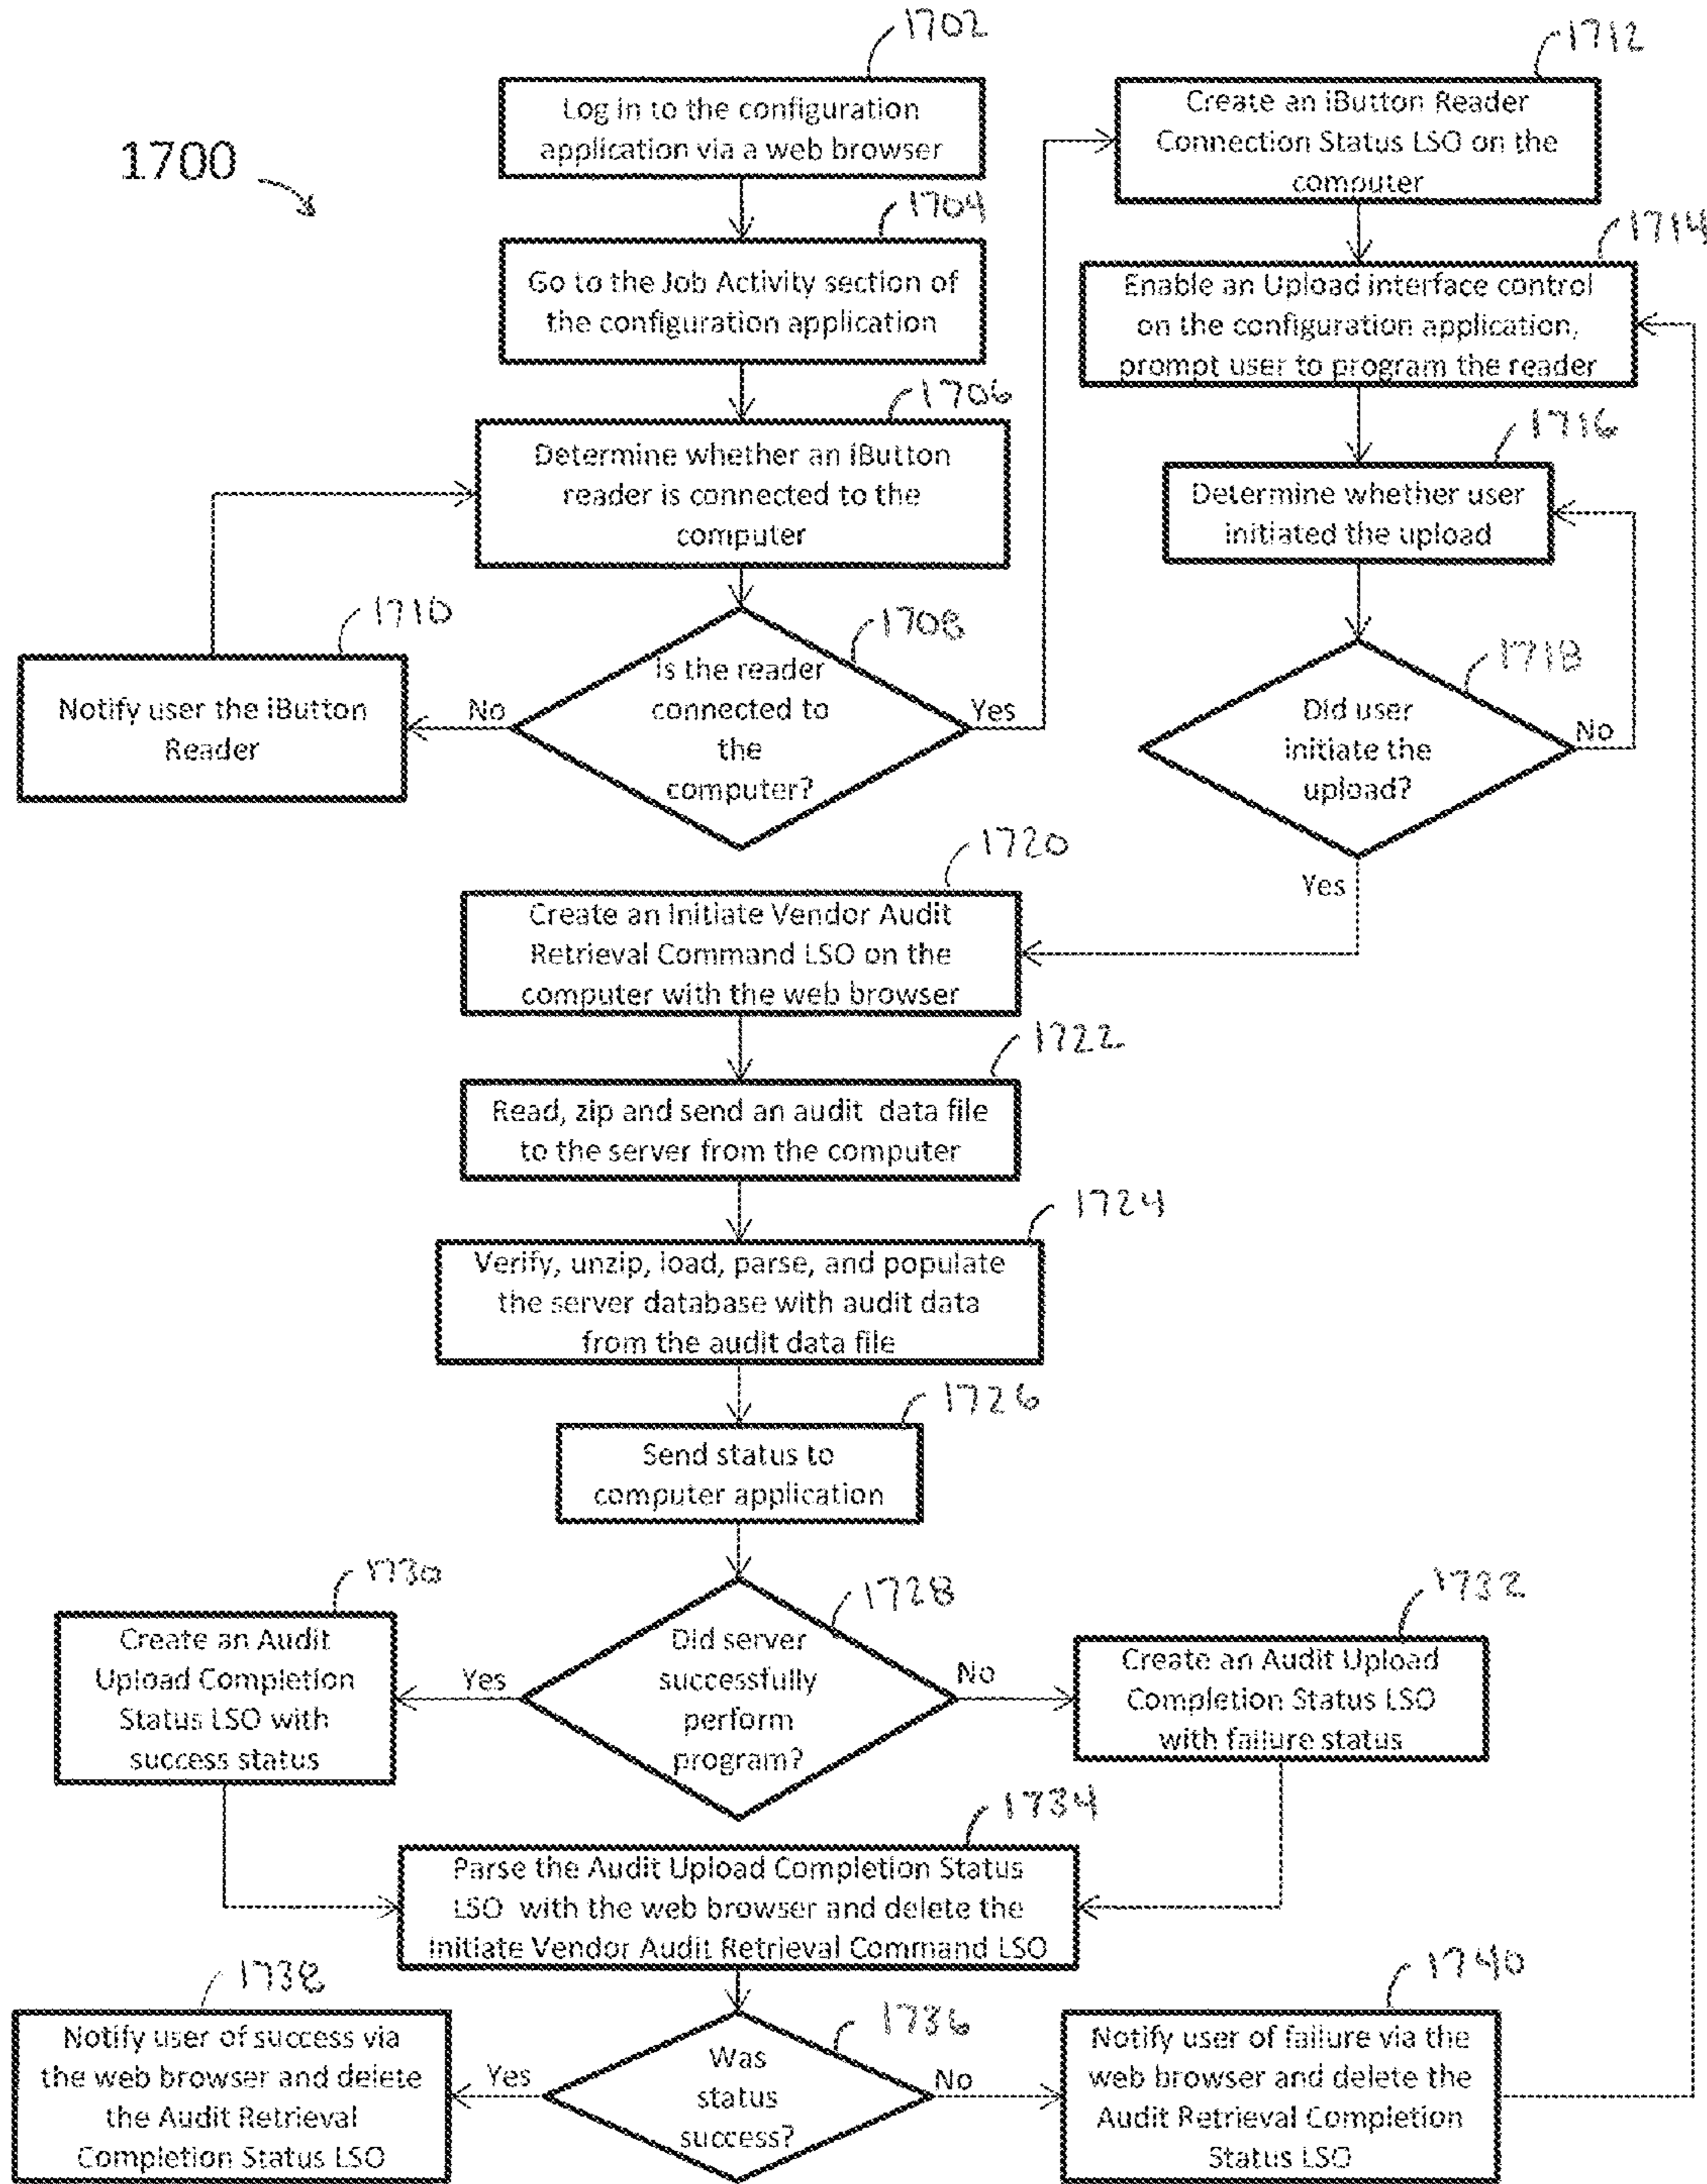 1700
1702
Log in to the configuration
application via a web browser
1704
Go to the Job Activity section of
the configuration application
1706
Determine whether an iButton
reader is connected to the
computer
1708
Is the reader
connected to
the
computer?
No
Yes
1710
Notify user the iButton
Reader
1712
Create an iButton Reader
Connection Status LSO on the
computer
1714
Enable an Upload interface control
on the configuration application,
prompt user to program the reader
1716
Determine whether user
initiated the upload
1718
Did user
initiate the
upload?
No
Yes
1720
Create an Initiate Vendor Audit
Retrieval Command LSO on the
computer with the web browser
1722
Read, zip and send an audit data file
to the server from the computer
1724
Verify, unzip, load, parse, and populate
the server database with audit data
from the audit data file
1726
Send status to
computer application
1728
Did server
successfully
perform
program?
Yes
No
1730
Create an Audit
Upload Completion
Status LSO with
success status
1732
Create an Audit Upload
Completion Status LSO
with failure status
1734
Parse the Audit Upload Completion Status
LSO with the web browser and delete the
Initiate Vendor Audit Retrieval Command LSO
1736
Was
status
success?
Yes
No
1738
Notify user of success via
the web browser and delete
the Audit Retrieval
Completion Status LSO
1740
Notify user of failure via the
web browser and delete the
Audit Retrieval Completion
Status LSO